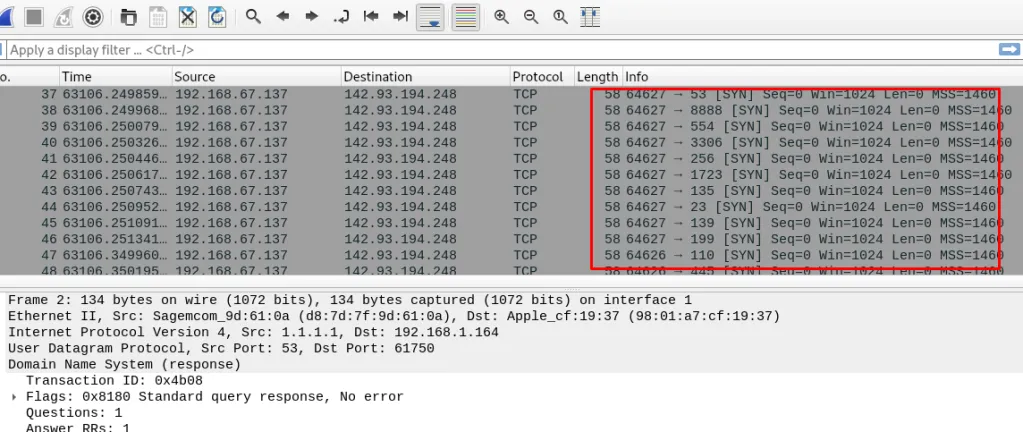 Apply a display filter ... <Ctrl-/>
o. Time Source Destination Protocol Length Info
37 63106.249859… 192.168.67.137 142.93.194.248 TCP 58 64627 → 53 [SYN] Seq=0 Win=1024 Len=0 MSS=1460
38 63106.249968… 192.168.67.137 142.93.194.248 TCP 58 64627 → 8888 [SYN] Seq=0 Win=1024 Len=0 MSS=1460
39 63106.250079… 192.168.67.137 142.93.194.248 TCP 58 64627 → 554 [SYN] Seq=0 Win=1024 Len=0 MSS=1460
40 63106.250326… 192.168.67.137 142.93.194.248 TCP 58 64627 → 3306 [SYN] Seq=0 Win=1024 Len=0 MSS=1460
41 63106.250446… 192.168.67.137 142.93.194.248 TCP 58 64627 → 256 [SYN] Seq=0 Win=1024 Len=0 MSS=1460
42 63106.250617… 192.168.67.137 142.93.194.248 TCP 58 64627 → 1723 [SYN] Seq=0 Win=1024 Len=0 MSS=1460
43 63106.250743… 192.168.67.137 142.93.194.248 TCP 58 64627 → 135 [SYN] Seq=0 Win=1024 Len=0 MSS=1460
44 63106.250952… 192.168.67.137 142.93.194.248 TCP 58 64627 → 23 [SYN] Seq=0 Win=1024 Len=0 MSS=1460
45 63106.251091… 192.168.67.137 142.93.194.248 TCP 58 64627 → 139 [SYN] Seq=0 Win=1024 Len=0 MSS=1460
46 63106.251341… 192.168.67.137 142.93.194.248 TCP 58 64627 → 199 [SYN] Seq=0 Win=1024 Len=0 MSS=1460
47 63106.349960… 192.168.67.137 142.93.194.248 TCP 58 64626 → 110 [SYN] Seq=0 Win=1024 Len=0 MSS=1460
48 63106.350195… 192.168.67.137 142.93.194.248 TCP 58 64626 → 445 [SYN] Seq=0 Win=1024 Len=0 MSS=1460
Frame 2: 134 bytes on wire (1072 bits), 134 bytes captured (1072 bits) on interface 1
Ethernet II, Src: Sagemcom_9d:61:0a (d8:7d:7f:9d:61:0a), Dst: Apple_cf:19:37 (98:01:a7:cf:19:37)
Internet Protocol Version 4, Src: 1.1.1.1, Dst: 192.168.1.164
User Datagram Protocol, Src Port: 53, Dst Port: 61750
Domain Name System (response)
Transaction ID: 0x4b08
Flags: 0x8180 Standard query response, No error
Questions: 1
Answer RRs: 1